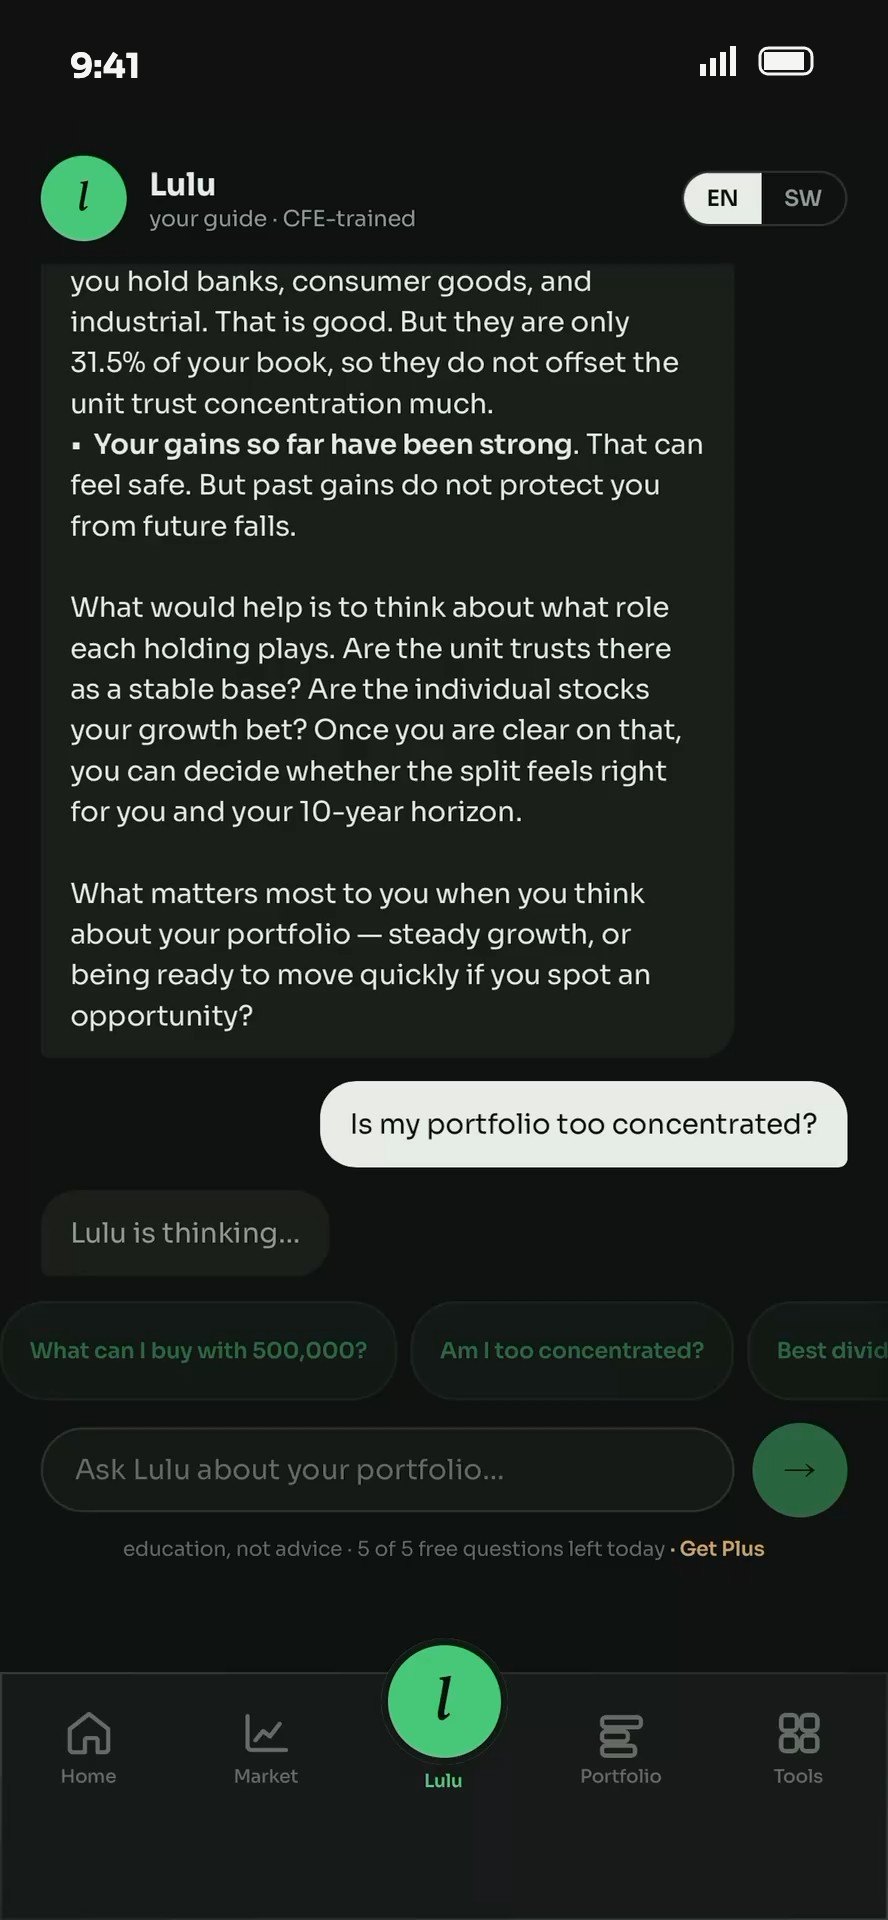 9:41
l
Lulu
your guide · CFE-trained
EN
SW
you hold banks, consumer goods, and
industrial. That is good. But they are only
31.5% of your book, so they do not offset the
unit trust concentration much.
▪ Your gains so far have been strong. That can
feel safe. But past gains do not protect you
from future falls.
What would help is to think about what role
each holding plays. Are the unit trusts there
as a stable base? Are the individual stocks
your growth bet? Once you are clear on that,
you can decide whether the split feels right
for you and your 10-year horizon.
What matters most to you when you think
about your portfolio — steady growth, or
being ready to move quickly if you spot an
opportunity?
Is my portfolio too concentrated?
Lulu is thinking...
What can I buy with 500,000?
Am I too concentrated?
Best divid
Ask Lulu about your portfolio...
→
education, not advice · 5 of 5 free questions left today · Get Plus
l
Home
Market
Lulu
Portfolio
Tools